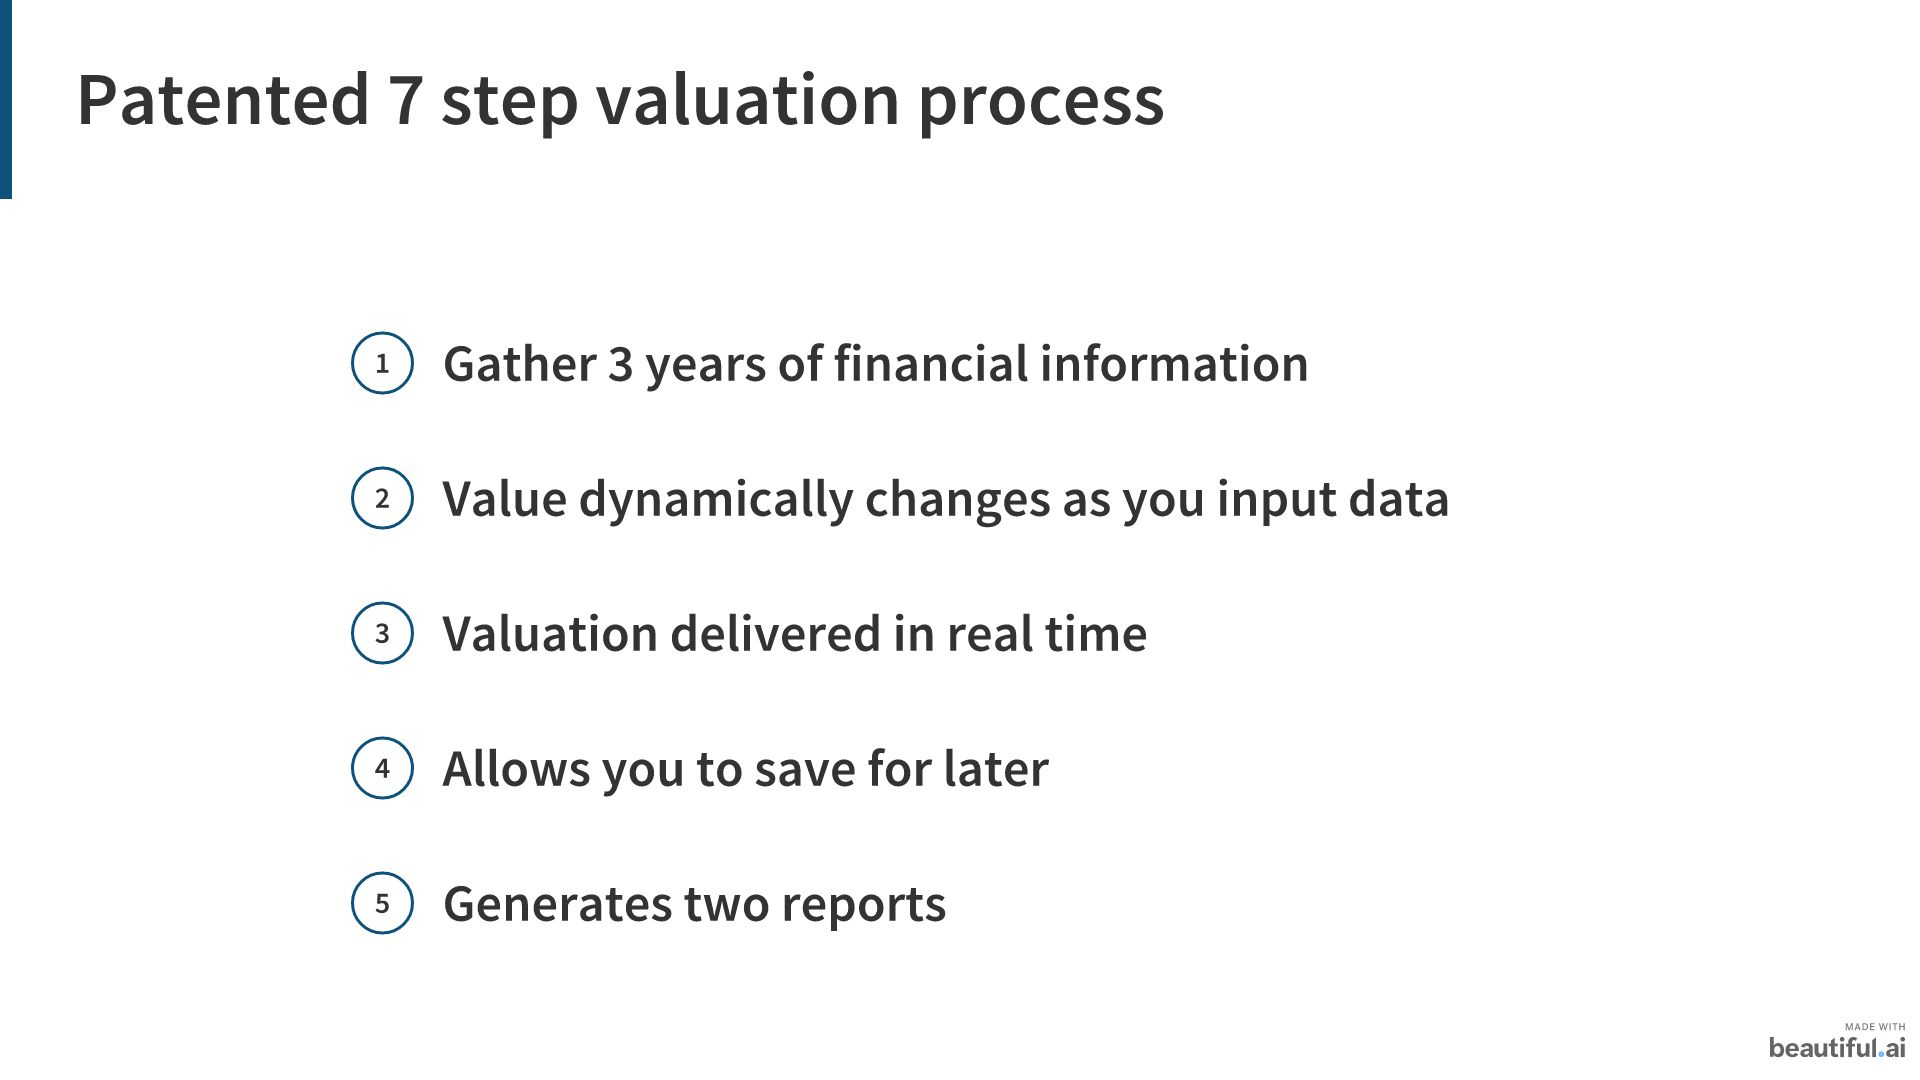 Patented 7 step valuation process
1 Gather 3 years of financial information
2 Value dynamically changes as you input data
3 Valuation delivered in real time
4 Allows you to save for later
5 Generates two reports
MADE WITH
beautiful.ai